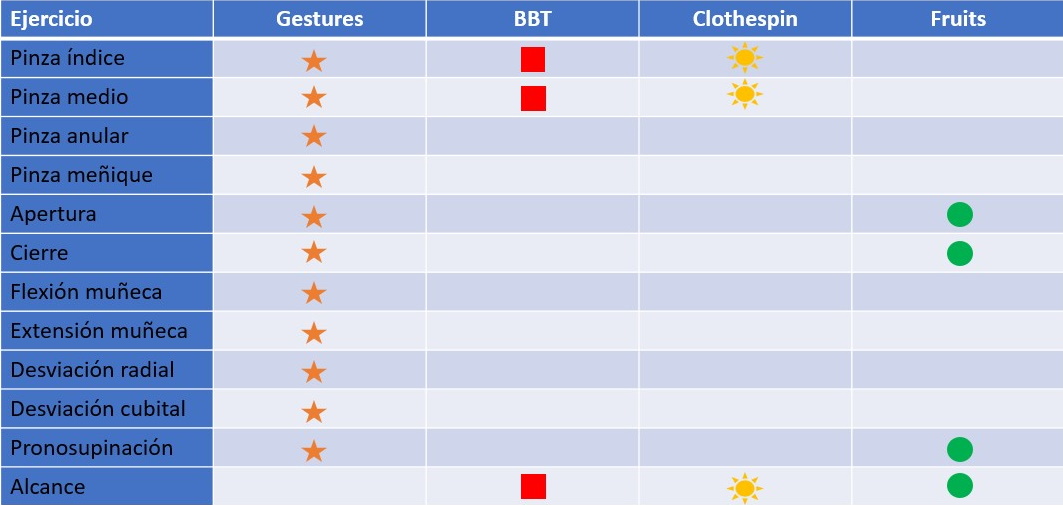 Ejercicio Gestures BBT Clothespin Fruits
Pinza índice
Pinza medio
Pinza anular
Pinza meñique
Apertura
Cierre
Flexión muñeca
Extensión muñeca
Desviación radial
Desviación cubital
Pronosupinación
Alcance